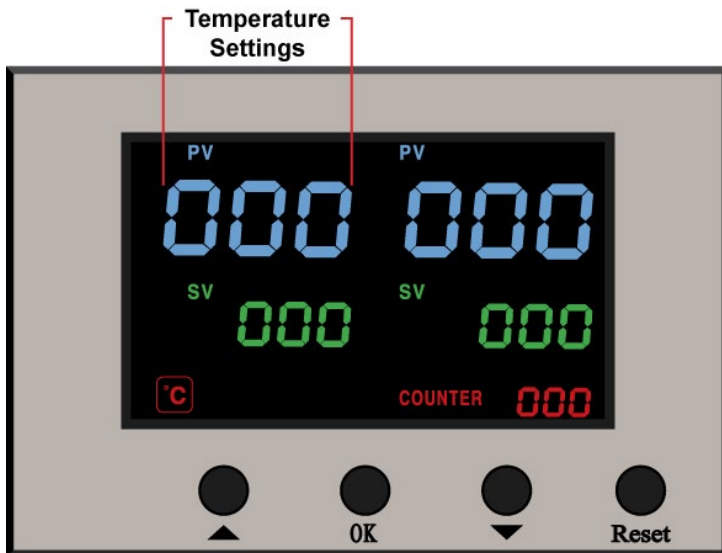 Temperature
Settings
PV PV
000 000
SV SV
000 000
°C COUNTER 000
OK Reset